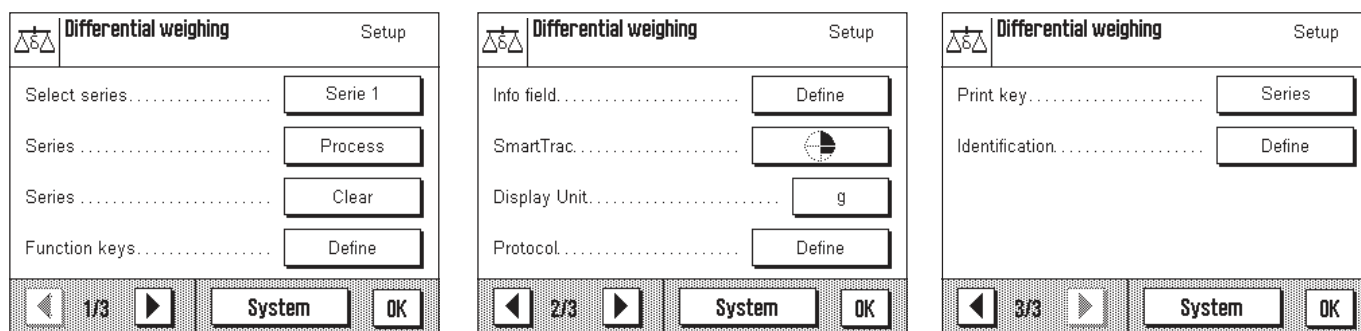 Differential weighing Setup
Select series.................. Serie 1
Series ....................... Process
Series ....................... Clear
Function keys................ Define
1/3 System OK
Differential weighing Setup
Info field....................... Define
SmartTrac.....................
Display Unit........................ g
Protocol....................... Define
2/3 System OK
Differential weighing Setup
Print key...................... Series
Identification.................. Define
3/3 System OK